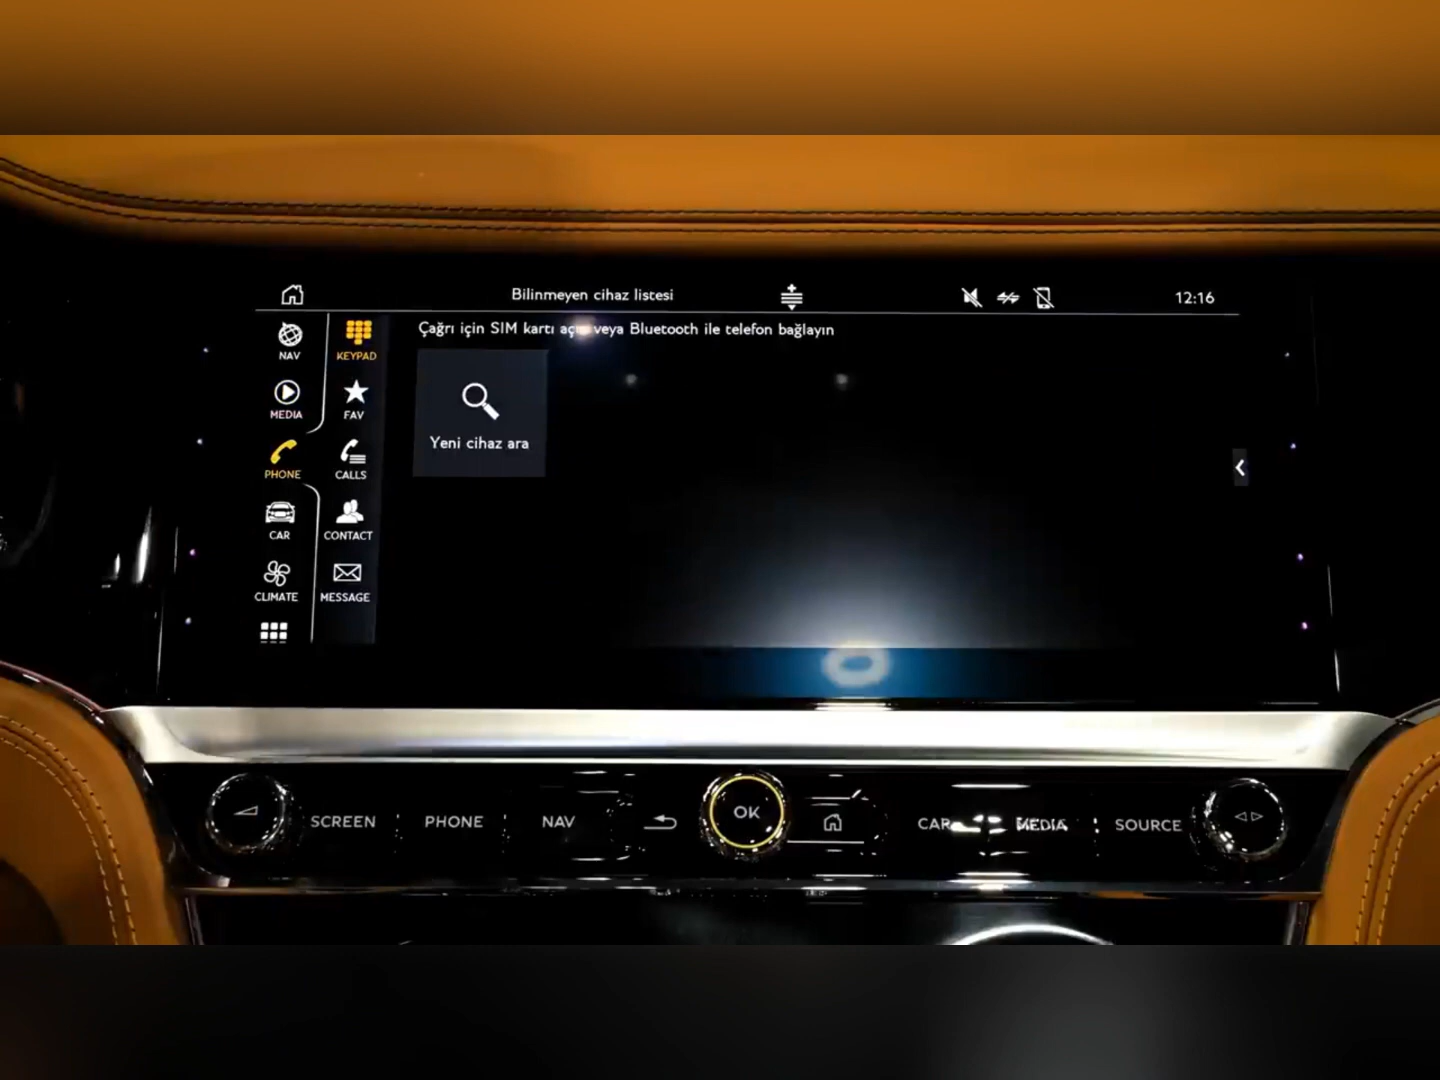 Bilinmeyen cihaz listesi
12:16
Çağrı için SIM kartı açın veya Bluetooth ile telefon bağlayın
NAV
KEYPAD
MEDIA
FAV
Yeni cihaz ara
PHONE
CALLS
CAR
CONTACT
CLIMATE
MESSAGE
SCREEN
PHONE
NAV
OK
CAR
MEDIA
SOURCE